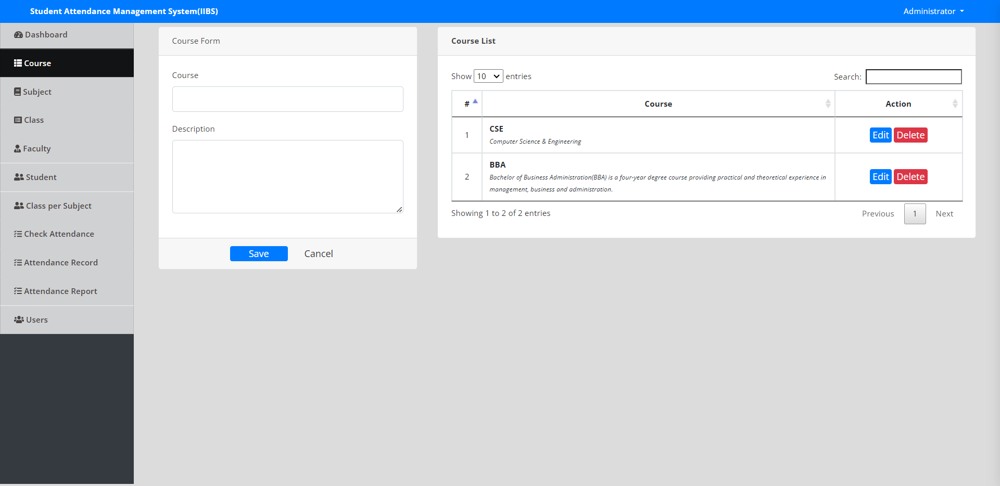 Student Attendance Management System(IIBS)
Administrator
Dashboard
Course
Subject
Class
Faculty
Student
Class per Subject
Check Attendance
Attendance Record
Attendance Report
Users
Course Form
Course
Description
Save
Cancel
Course List
Show 10 entries
Search:
# Course Action
1
CSE
Computer Science & Engineering
Edit Delete
2
BBA
Bachelor of Business Administration(BBA) is a four-year degree course providing practical and theoretical experience in
management, business and administration.
Edit Delete
Showing 1 to 2 of 2 entries
Previous 1 Next